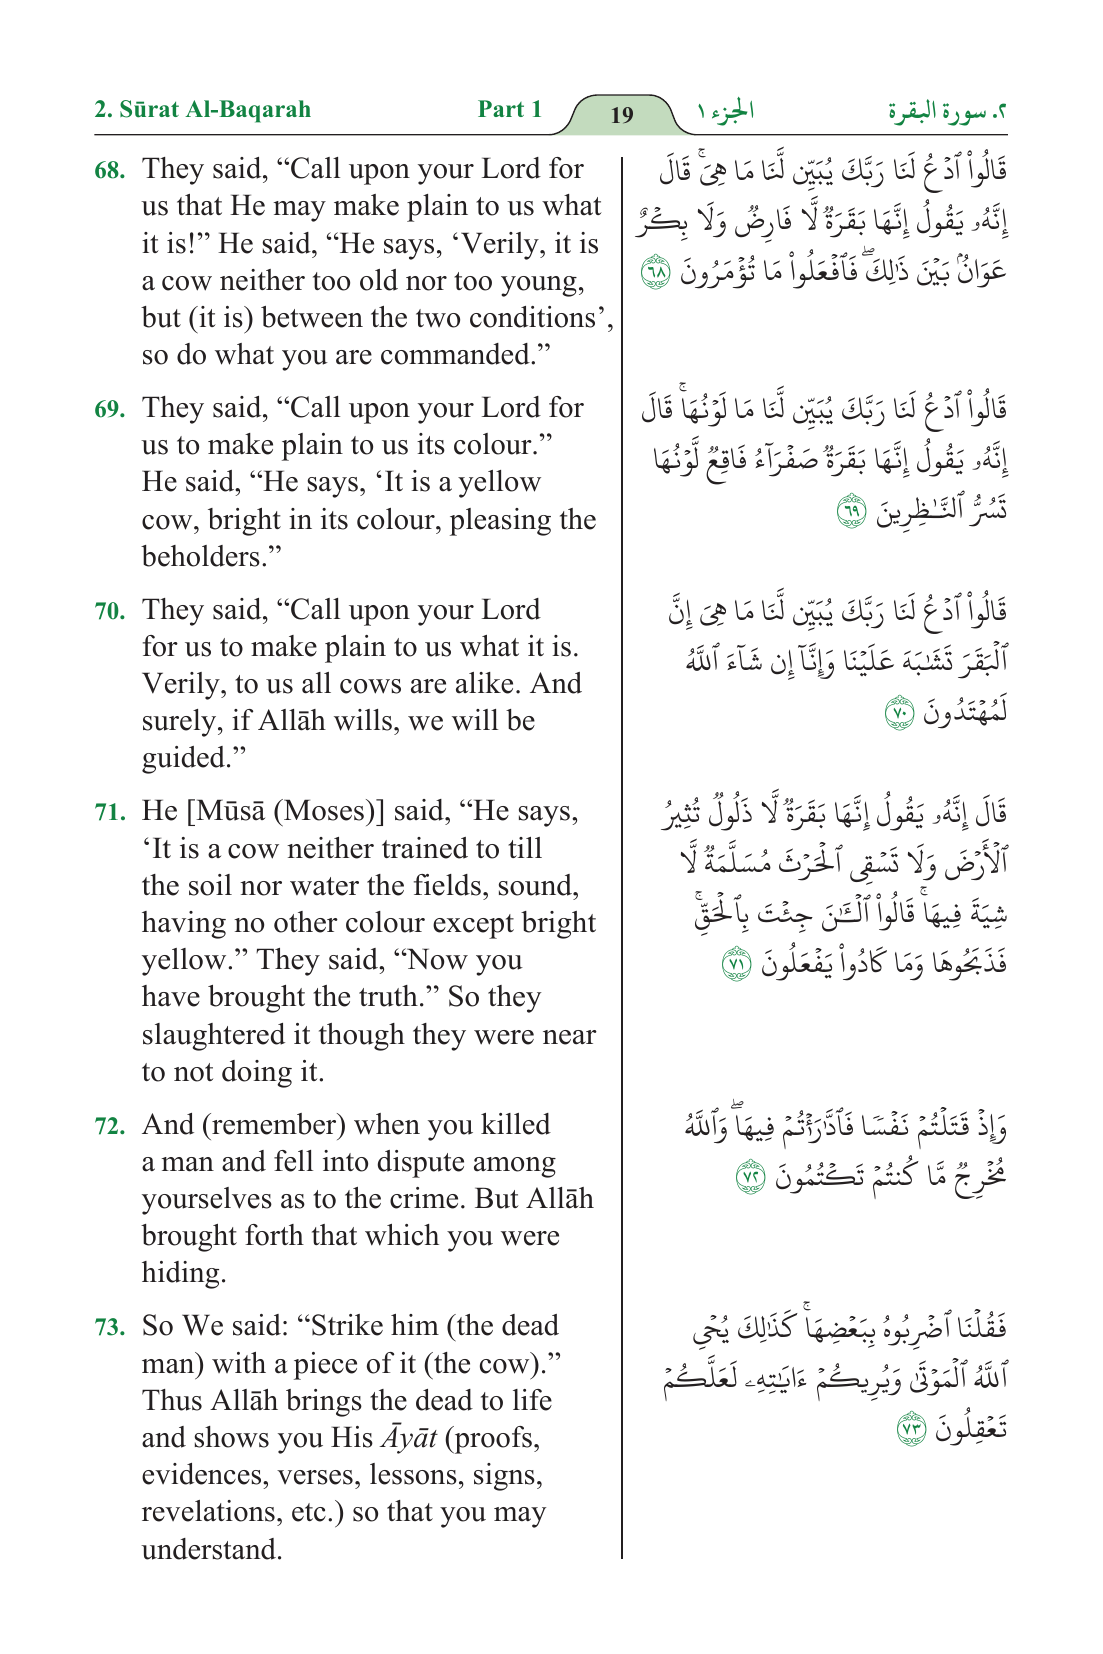 2. Sūrat Al-Baqarah
Part 1
19
الجزء ١
٢. سورة البقرة
68. They said, “Call upon your Lord for
us that He may make plain to us what
it is!” He said, “He says, ‘Verily, it is
a cow neither too old nor too young,
but (it is) between the two conditions’,
so do what you are commanded.”
69. They said, “Call upon your Lord for
us to make plain to us its colour.”
He said, “He says, ‘It is a yellow
cow, bright in its colour, pleasing the
beholders.”
70. They said, “Call upon your Lord
for us to make plain to us what it is.
Verily, to us all cows are alike. And
surely, if Allāh wills, we will be
guided.”
71. He [Mūsā (Moses)] said, “He says,
‘It is a cow neither trained to till
the soil nor water the fields, sound,
having no other colour except bright
yellow.” They said, “Now you
have brought the truth.” So they
slaughtered it though they were near
to not doing it.
72. And (remember) when you killed
a man and fell into dispute among
yourselves as to the crime. But Allāh
brought forth that which you were
hiding.
73. So We said: “Strike him (the dead
man) with a piece of it (the cow).”
Thus Allāh brings the dead to life
and shows you His Āyāt (proofs,
evidences, verses, lessons, signs,
revelations, etc.) so that you may
understand.
قَالُوا۟ ٱدْعُ لَنَا رَبَّكَ يُبَيِّن لَّنَا مَا هِىَ ۚ قَالَ
إِنَّهُۥ يَقُولُ إِنَّهَا بَقَرَةٌ لَّا فَارِضٌ وَلَا بِكْرٌ
عَوَانٌۢ بَيْنَ ذَٰلِكَ ۖ فَٱفْعَلُوا۟ مَا تُؤْمَرُونَ ٦٨
قَالُوا۟ ٱدْعُ لَنَا رَبَّكَ يُبَيِّن لَّنَا مَا لَوْنُهَا ۚ قَالَ
إِنَّهُۥ يَقُولُ إِنَّهَا بَقَرَةٌ صَفْرَآءُ فَاقِعٌ لَّوْنُهَا
تَسُرُّ ٱلنَّـٰظِرِينَ ٦٩
قَالُوا۟ ٱدْعُ لَنَا رَبَّكَ يُبَيِّن لَّنَا مَا هِىَ إِنَّ
ٱلْبَقَرَ تَشَـٰبَهَ عَلَيْنَا وَإِنَّآ إِن شَآءَ ٱللَّهُ
لَمُهْتَدُونَ ٧٠
قَالَ إِنَّهُۥ يَقُولُ إِنَّهَا بَقَرَةٌ لَّا ذَلُولٌ تُثِيرُ
ٱلْأَرْضَ وَلَا تَسْقِى ٱلْحَرْثَ مُسَلَّمَةٌ لَّا
شِيَةَ فِيهَا ۚ قَالُوا۟ ٱلْـَٔـٰنَ جِئْتَ بِٱلْحَقِّ ۚ
فَذَبَحُوهَا وَمَا كَادُوا۟ يَفْعَلُونَ ٧١
وَإِذْ قَتَلْتُمْ نَفْسًا فَٱدَّٰرَْٰٔتُمْ فِيهَا ۖ وَٱللَّهُ
مُخْرِجٌ مَّا كُنتُمْ تَكْتُمُونَ ٧٢
فَقُلْنَا ٱضْرِبُوهُ بِبَعْضِهَا ۚ كَذَٰلِكَ يُحْىِ
ٱللَّهُ ٱلْمَوْتَىٰ وَيُرِيكُمْ ءَايَـٰتِهِۦ لَعَلَّكُمْ
تَعْقِلُونَ ٧٣